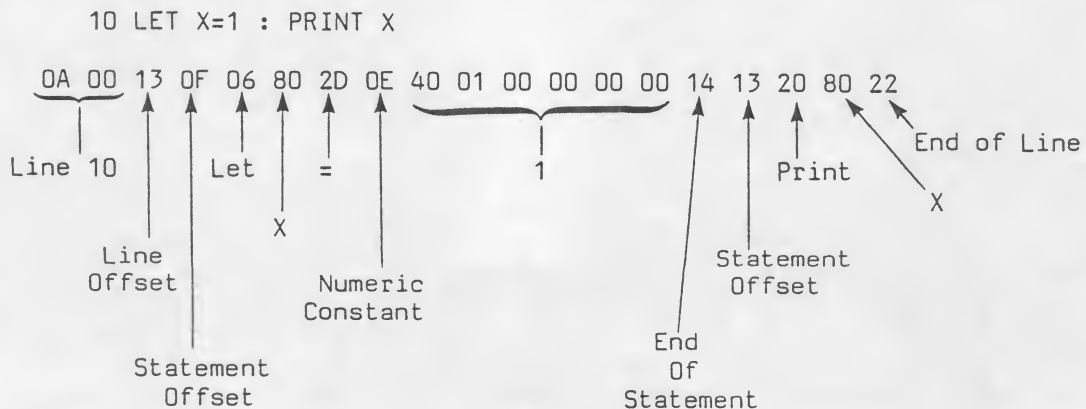 10 LET X=1 : PRINT X
0A 00 13 0F 06 80 2D 0E 40 01 00 00 00 00 14 13 20 80 22
End of Line
Line 10
Let
=
1
Print
X
X
Line
Offset
Numeric
Constant
Statement
Offset
Statement
Offset
End
Of
Statement